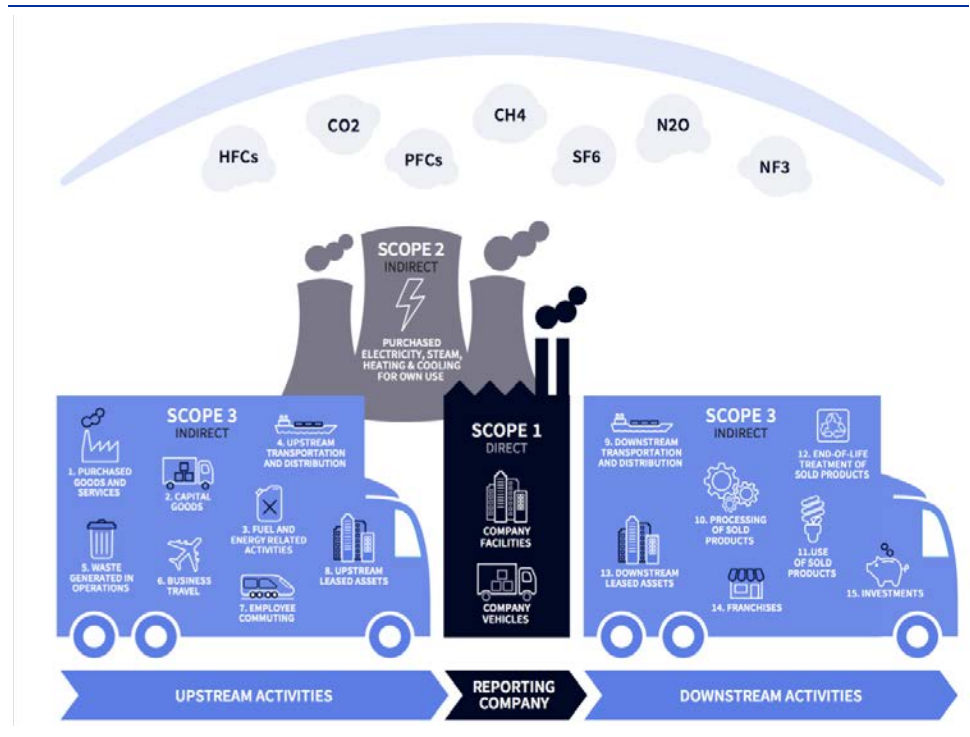 HFCs
CO2
PFCs
CH4
SF6
N2O
NF3
SCOPE 2
INDIRECT
PURCHASED
ELECTRICITY, STEAM,
HEATING & COOLING
FOR OWN USE
SCOPE 3
INDIRECT
1. PURCHASED
GOODS AND
SERVICES
2. CAPITAL
GOODS
3. FUEL AND
ENERGY RELATED
ACTIVITIES
4. UPSTREAM
TRANSPORTATION
AND DISTRIBUTION
5. WASTE
GENERATED IN
OPERATIONS
6. BUSINESS
TRAVEL
7. EMPLOYEE
COMMUTING
8. UPSTREAM
LEASED ASSETS
SCOPE 1
DIRECT
COMPANY
FACILITIES
COMPANY
VEHICLES
SCOPE 3
INDIRECT
9. DOWNSTREAM
TRANSPORTATION
AND DISTRIBUTION
10. PROCESSING
OF SOLD
PRODUCTS
11.USE
OF SOLD
PRODUCTS
12. END-OF-LIFE
TREATMENT OF
SOLD PRODUCTS
13. DOWNSTREAM
LEASED ASSETS
14. FRANCHISES
15. INVESTMENTS
UPSTREAM ACTIVITIES
REPORTING
COMPANY
DOWNSTREAM ACTIVITIES